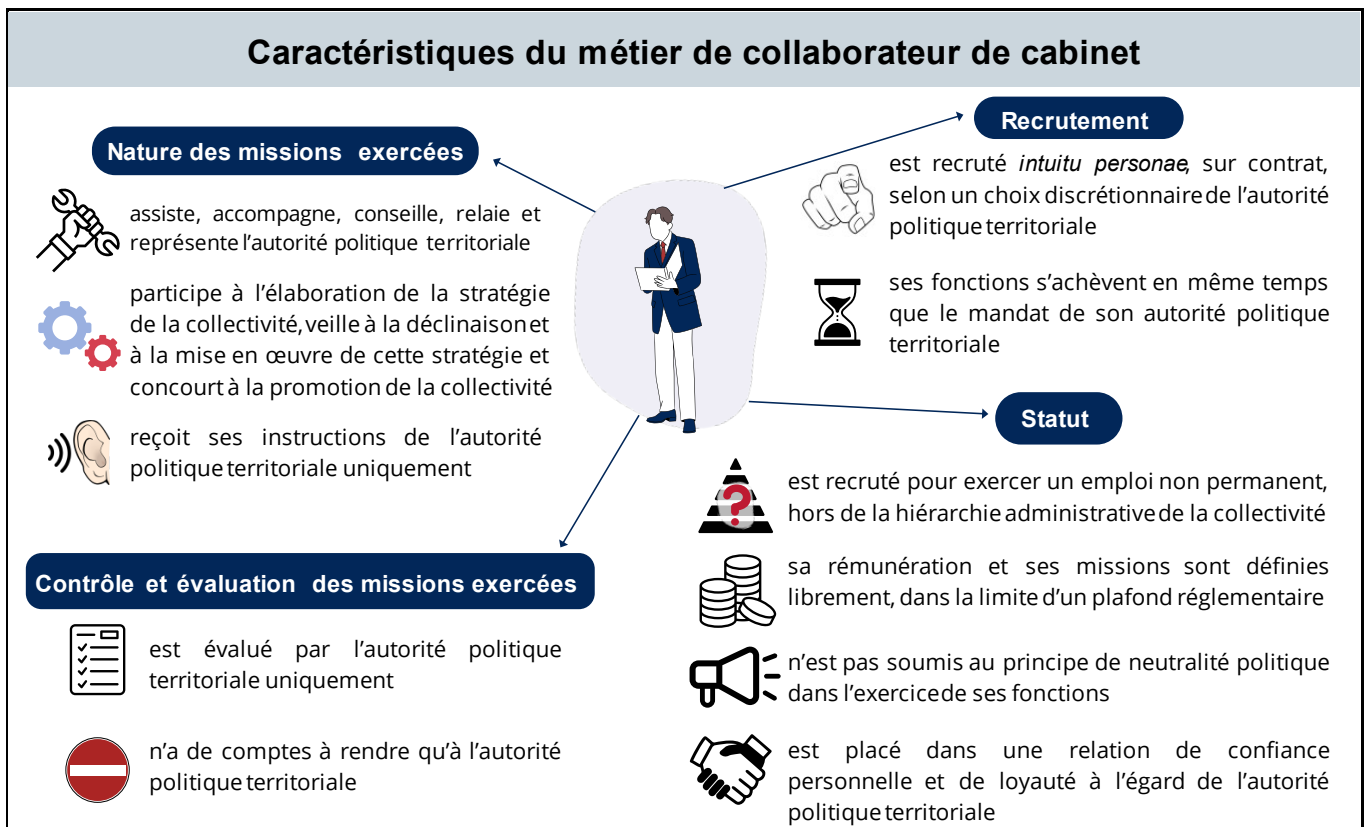 Caractéristiques du métier de collaborateur de cabinet
Nature des missions exercées
assiste, accompagne, conseille, relaie et
représente l'autorité politique territoriale
participe à l'élaboration de la stratégie
de la collectivité, veille à la déclinaison et
à la mise en œuvre de cette stratégie et
concourt à la promotion de la collectivité
reçoit ses instructions de l'autorité
politique territoriale uniquement
Contrôle et évaluation des missions exercées
est évalué par l'autorité politique
territoriale uniquement
n'a de comptes à rendre qu'à l'autorité
politique territoriale
Recrutement
est recruté intuitu personae, sur contrat,
selon un choix discrétionnaire de l'autorité
politique territoriale
ses fonctions s'achèvent en même temps
que le mandat de son autorité politique
territoriale
Statut
?
est recruté pour exercer un emploi non permanent,
hors de la hiérarchie administrative de la collectivité
sa rémunération et ses missions sont définies
librement, dans la limite d'un plafond réglementaire
n'est pas soumis au principe de neutralité politique
dans l'exercice de ses fonctions
est placé dans une relation de confiance
personnelle et de loyauté à l'égard de l'autorité
politique territoriale